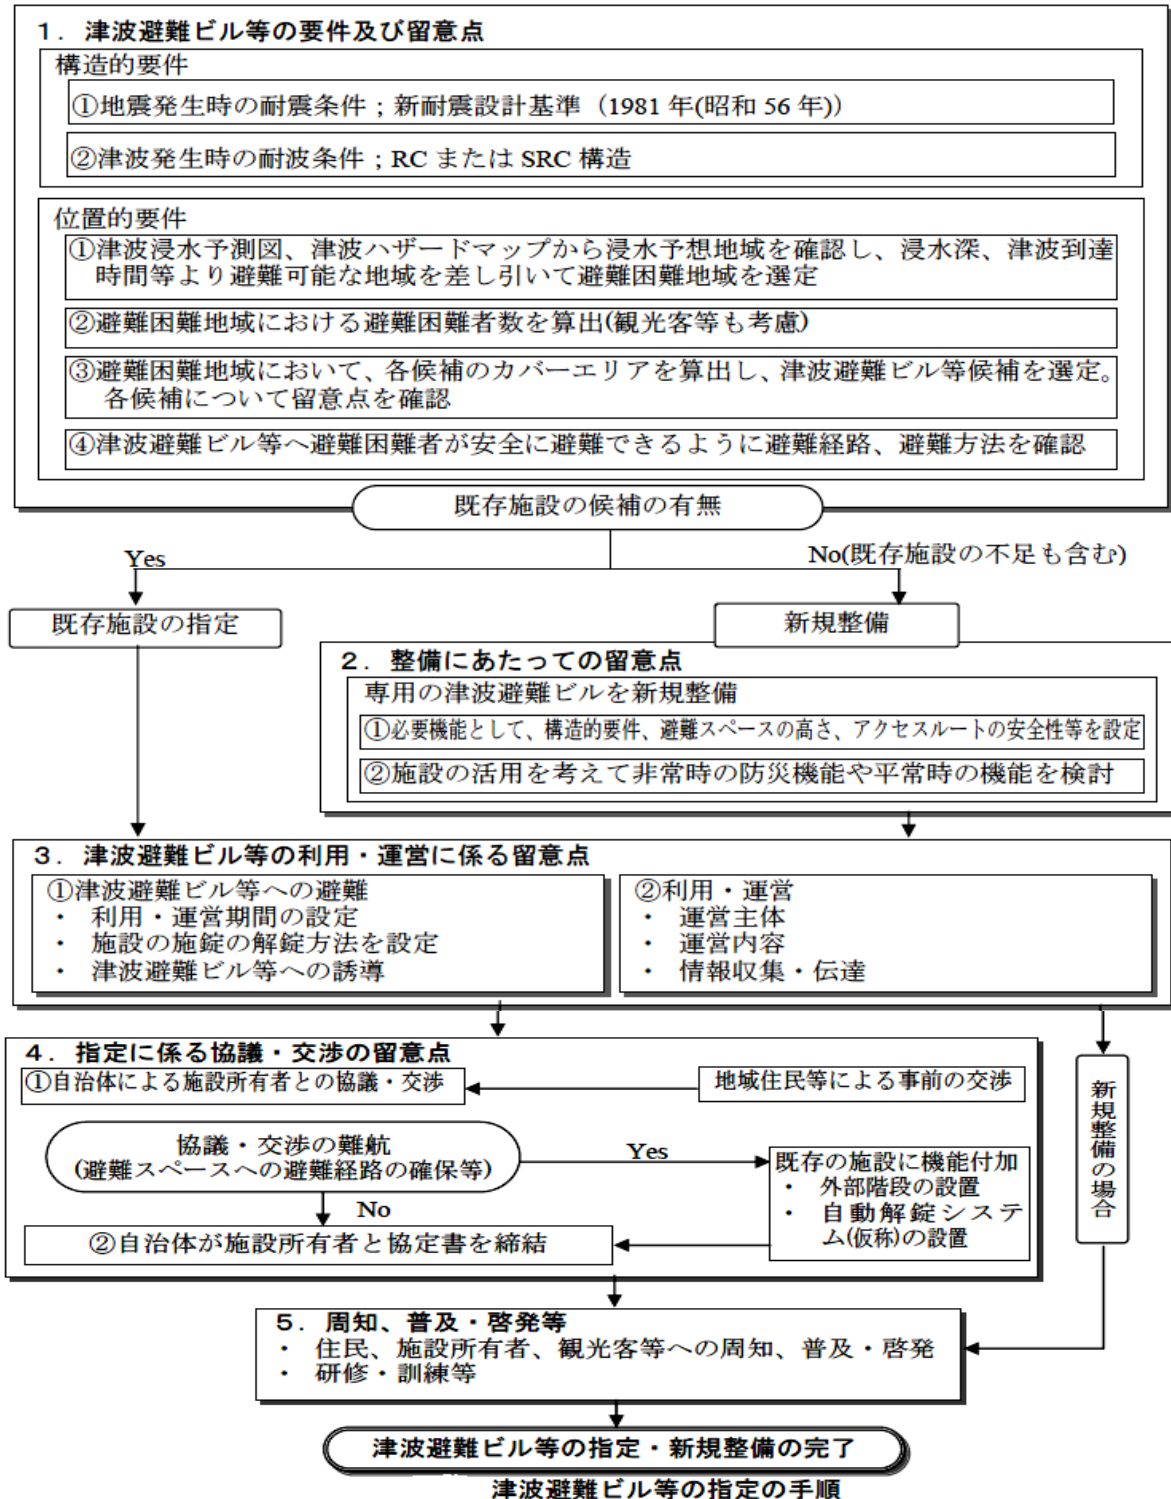 1. 津波避難ビル等の要件及び留意点
構造的要件
①地震発生時の耐震条件；新耐震設計基準（1981 年(昭和 56 年)）
②津波発生時の耐波条件；RC または SRC 構造
位置的要件
①津波浸水予測図、津波ハザードマップから浸水予想地域を確認し、浸水深、津波到達
時間等より避難可能な地域を差し引いて避難困難地域を選定
②避難困難地域における避難困難者数を算出(観光客等も考慮)
③避難困難地域において、各候補のカバーエリアを算出し、津波避難ビル等候補を選定。
各候補について留意点を確認
④津波避難ビル等へ避難困難者が安全に避難できるように避難経路、避難方法を確認
既存施設の候補の有無
Yes
No(既存施設の不足も含む)
既存施設の指定
新規整備
2. 整備にあたっての留意点
専用の津波避難ビルを新規整備
①必要機能として、構造的要件、避難スペースの高さ、アクセスルートの安全性等を設定
②施設の活用を考えて非常時の防災機能や平常時の機能を検討
3. 津波避難ビル等の利用・運営に係る留意点
①津波避難ビル等への避難
・ 利用・運営期間の設定
・ 施設の施錠の解錠方法を設定
・ 津波避難ビル等への誘導
②利用・運営
・ 運営主体
・ 運営内容
・ 情報収集・伝達
4. 指定に係る協議・交渉の留意点
①自治体による施設所有者との協議・交渉
地域住民等による事前の交渉
協議・交渉の難航
(避難スペースへの避難経路の確保等)
Yes
No
既存の施設に機能付加
・ 外部階段の設置
・ 自動解錠システ
ム(仮称)の設置
②自治体が施設所有者と協定書を締結
新規整備の場合
5. 周知、普及・啓発等
・ 住民、施設所有者、観光客等への周知、普及・啓発
・ 研修・訓練等
津波避難ビル等の指定・新規整備の完了
津波避難ビル等の指定の手順